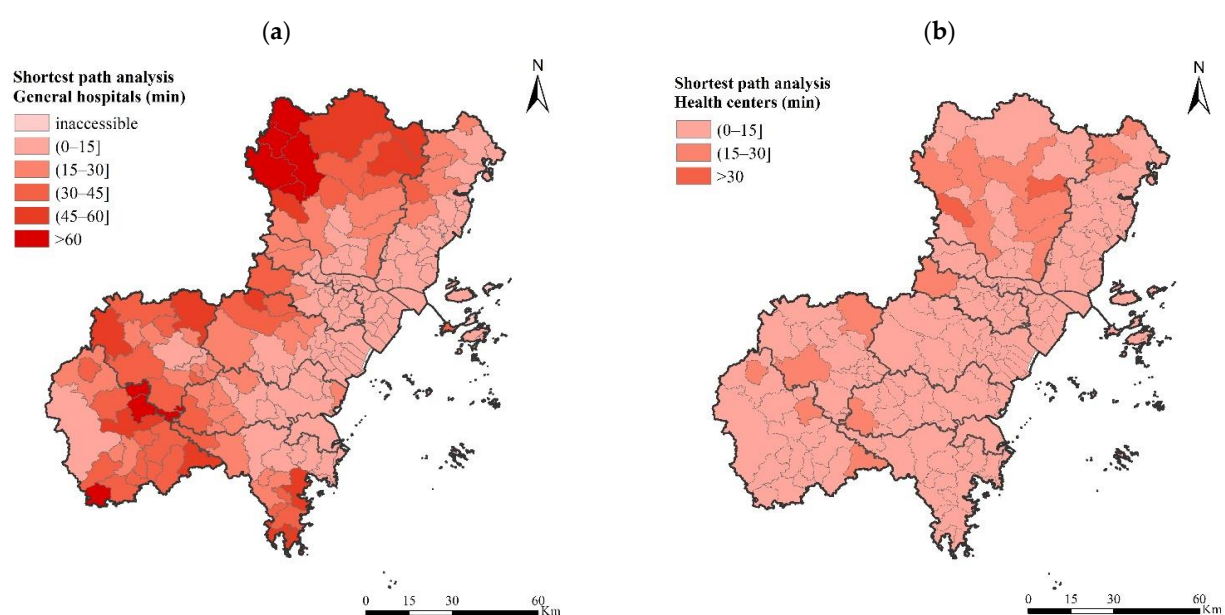 (a)
Shortest path analysis
General hospitals (min)
inaccessible
(0–15]
(15–30]
(30–45]
(45–60]
>60
N
0 15 30 60
Km
(b)
Shortest path analysis
Health centers (min)
(0–15]
(15–30]
>30
N
0 15 30 60
Km